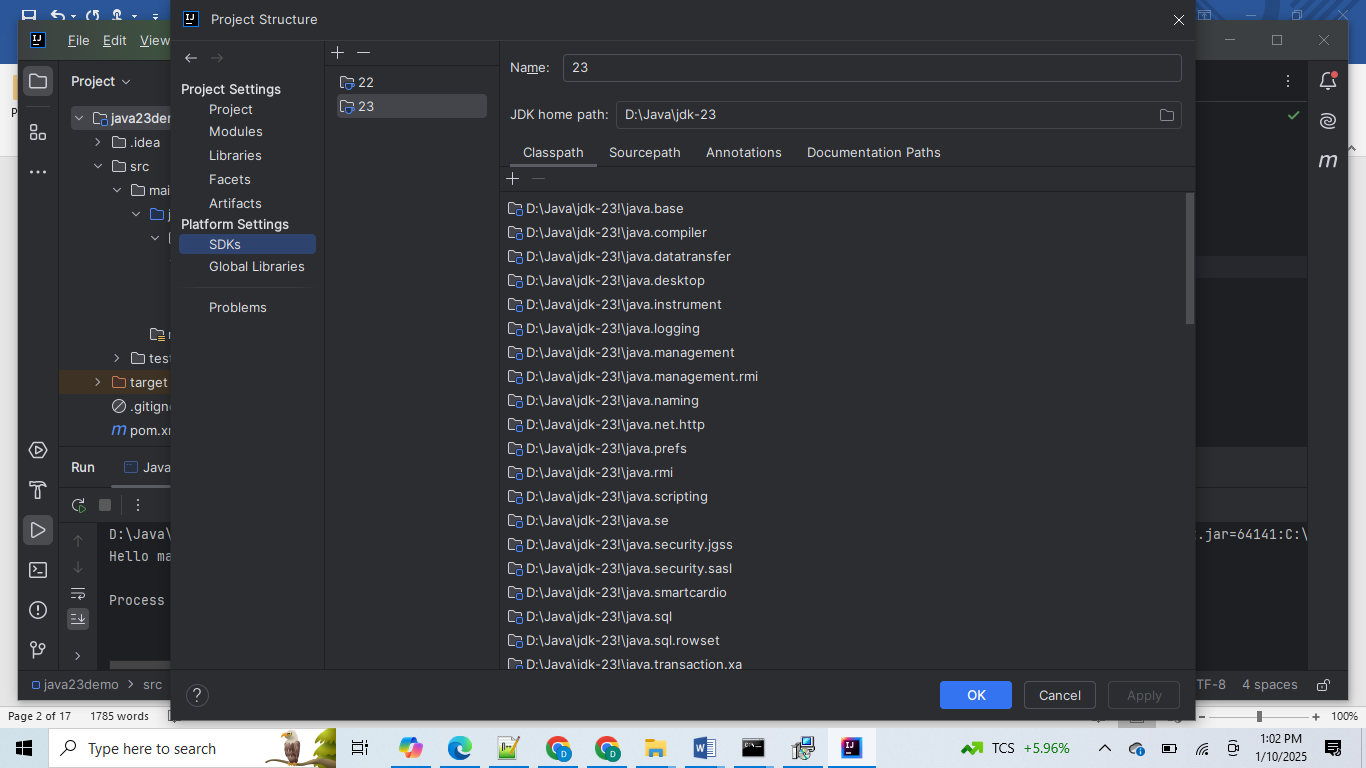 Project Structure
File Edit View
Project
java23der
.idea
src
mai
target
.gitign
pom.xm
Run
Java
D:\Java\
Hello ma
Process
Project Settings
Project
Modules
Libraries
Facets
Artifacts
Platform Settings
SDKs
Global Libraries
Problems
22
23
Name: 23
JDK home path: D:\Java\jdk-23
Classpath Sourcepath Annotations Documentation Paths
D:\Java\jdk-23!\java.base
D:\Java\jdk-23!\java.compiler
D:\Java\jdk-23!\java.datatransfer
D:\Java\jdk-23!\java.desktop
D:\Java\jdk-23!\java.instrument
D:\Java\jdk-23!\java.logging
D:\Java\jdk-23!\java.management
D:\Java\jdk-23!\java.management.rmi
D:\Java\jdk-23!\java.naming
D:\Java\jdk-23!\java.net.http
D:\Java\jdk-23!\java.prefs
D:\Java\jdk-23!\java.rmi
D:\Java\jdk-23!\java.scripting
D:\Java\jdk-23!\java.se
D:\Java\jdk-23!\java.security.jgss
D:\Java\jdk-23!\java.security.sasl
D:\Java\jdk-23!\java.smartcardio
D:\Java\jdk-23!\java.sql
D:\Java\jdk-23!\java.sql.rowset
D:\Java\jdk-23!\java.transaction.xa
.jar=64141:C:\
OK Cancel Apply
java23demo > src
TF-8 4 spaces
Page 2 of 17 1785 words
100%
Type here to search
TCS +5.96%
1:02 PM
1/10/2025